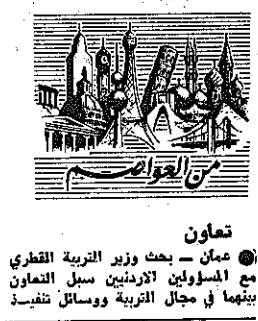 من العواصم
تعاون
عمان ــ بحث وزير التربية القطري
مع المسؤولين الاردنيين سبل التعاون
بينهما في مجال التربية ووسائل تنفيذ